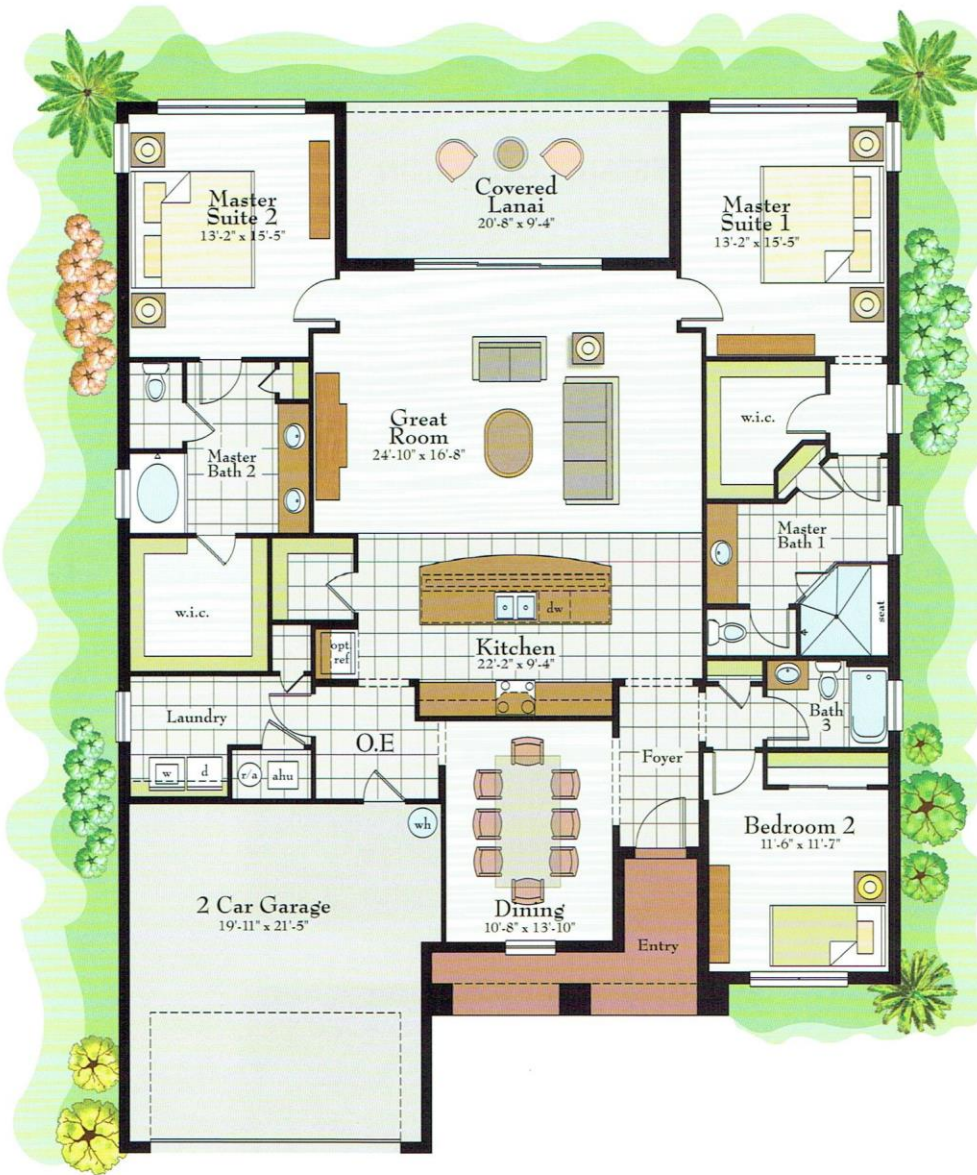 Covered
Lanai
20'-8" x 9'-4"
Master
Suite 2
13'-2" x 15'-5"
Master
Suite 1
13'-2" x 15'-5"
Great
Room
24'-10" x 16'-8"
w.i.c.
Master
Bath 2
Master
Bath 1
w.i.c.
dw
seat
opt.
ref
Kitchen
22'-2" x 9'-4"
Bath
3
Laundry
O.E
Foyer
w
d
r/a
ahu
wh
Bedroom 2
11'-6" x 11'-7"
2 Car Garage
19'-11" x 21'-5"
Dining
10'-8" x 13'-10"
Entry